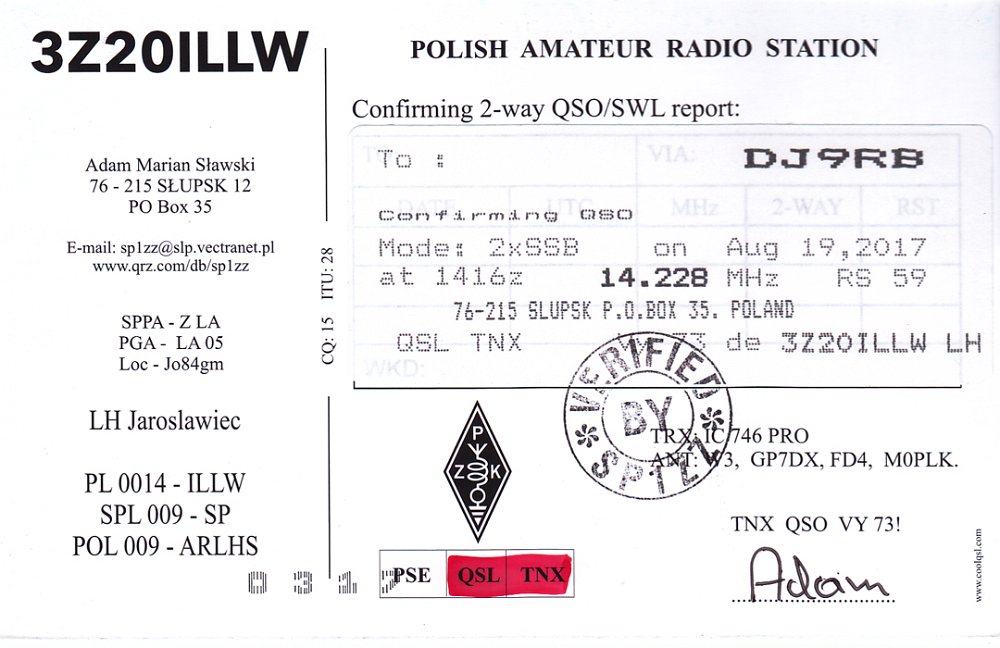 3Z20ILLW
POLISH AMATEUR RADIO STATION
Confirming 2-way QSO/SWL report:
Adam Marian Sławski
76 - 215 SŁUPSK 12
PO Box 35
E-mail: sp1zz@slp.vectranet.pl
www.qrz.com/db/sp1zz
SPPA - Z LA
PGA - LA 05
Loc - Jo84gm
LH Jaroslawiec
PL 0014 - ILLW
SPL 009 - SP
POL 009 - ARLHS
CQ: 15 ITU: 28
To : VIA: DJ9RB
DATE UTC MHz 2-WAY RST
Confirming QSO
Mode: 2xSSB on Aug 19,2017
at 1416z 14.228 MHz RS 59
76-215 SLUPSK P.O.BOX 35. POLAND
QSL TNX 73 de 3Z20ILLW LH
WKD:
VERIFIED
BY
SP1ZZ
TRX: IC 746 PRO
ANT: W3, GP7DX, FD4, M0PLK.
P
Z K
TNX QSO VY 73!
Adam
PSE QSL TNX
0317
www.coolqsl.com